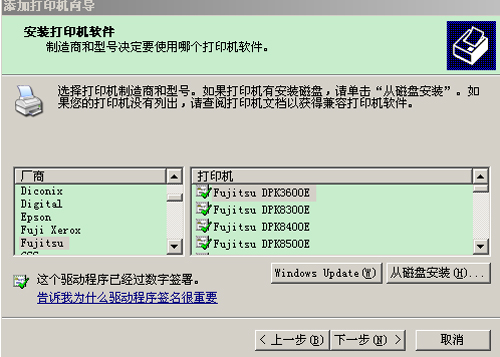 添加打印机向导
安装打印机软件
制造商和型号决定要使用哪个打印机软件。
选择打印机制造商和型号。如果打印机有安装磁盘，请单击“从磁盘安装”。如
果您的打印机没有列出，请查阅打印机文档以获得兼容打印机软件。
厂商
Diconix
Digital
Epson
Fuji Xerox
Fujitsu
打印机
Fujitsu DPK3600E
Fujitsu DPK8300E
Fujitsu DPK8400E
Fujitsu DPK8500E
这个驱动程序已经过数字签署。
告诉我为什么驱动程序签名很重要
Windows Update(W)
从磁盘安装(H)...
< 上一步(B)
下一步(N) >
取消